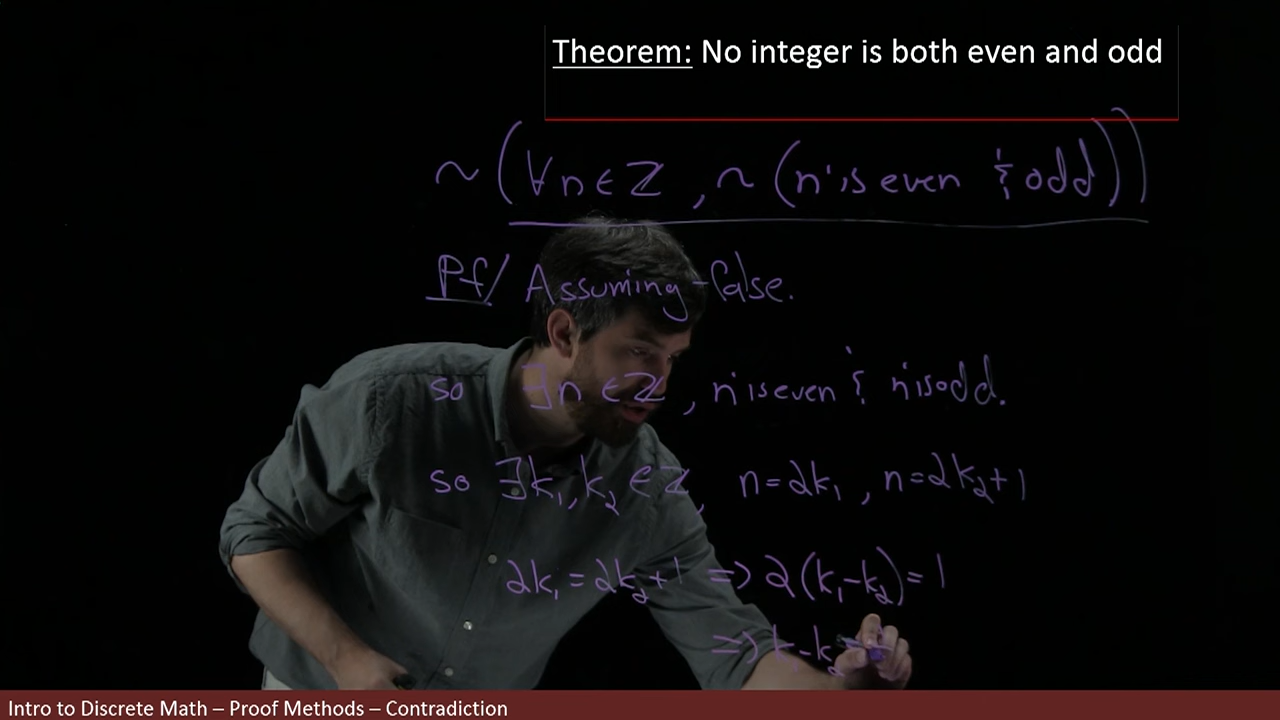 Theorem: No integer is both even and odd
~(∀n∈ℤ, ~(n is even & odd))
Pf/ Assuming false.
so ∃n∈ℤ, n is even & n is odd.
so ∃k₁,k₂∈ℤ, n=2k₁, n=2k₂+1
2k₁=2k₂+1 => 2(k₁-k₂)=1
=> k₁-k₂=
Intro to Discrete Math – Proof Methods – Contradiction